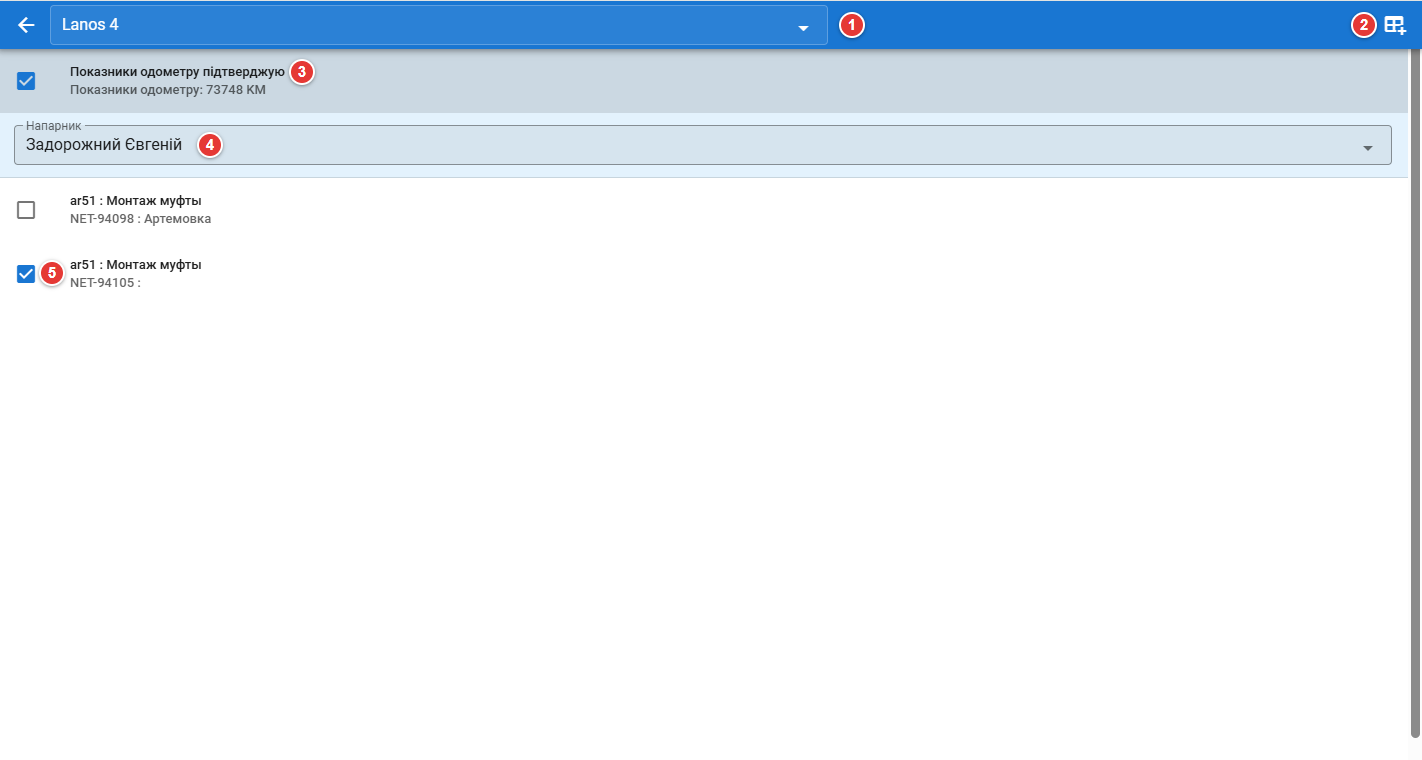 Lanos 4
1
2
Показники одометру підтверджую
3
Показники одометру: 73748 KM
Напарник
Задорожний Євгеній
4
ar51 : Монтаж муфты
NET-94098 : Артемовка
5
ar51 : Монтаж муфты
NET-94105 :